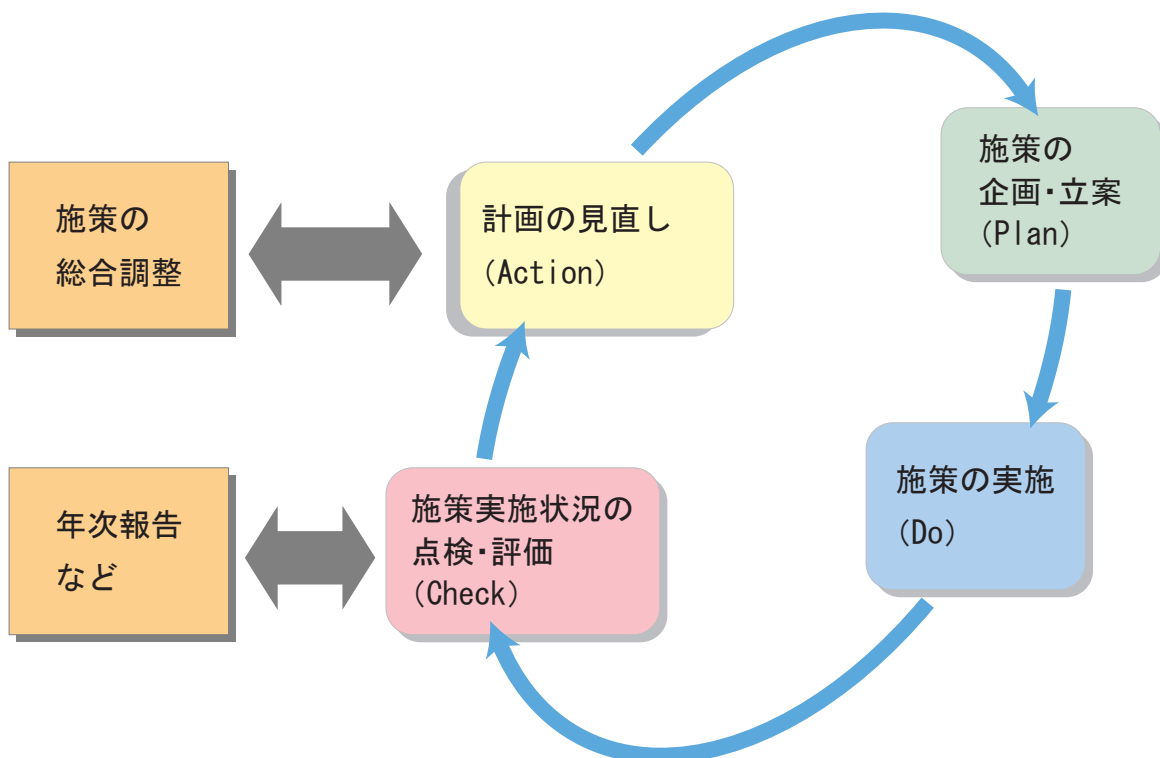 施策の
総合調整
計画の見直し
(Action)
施策の
企画・立案
(Plan)
年次報告
など
施策実施状況の
点検・評価
(Check)
施策の実施
(Do)